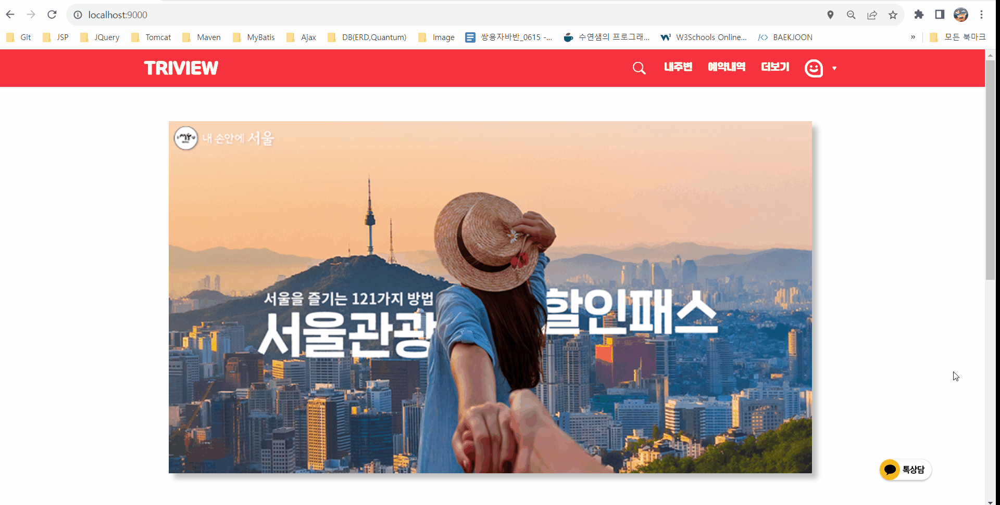 localhost:9000
Git JSP JQuery Tomcat Maven MyBatis Ajax DB(ERD,Quantum) Image 쌍용자바반_0615 -... 수연샘의 프로그래... W3Schools Online... BAEKJOON » 모든 북마크
TRIVIEW 내주변 예약내역 더보기
내 손안에 서울
서울을 즐기는 121가지 방법
서울관광 할인패스
톡상담